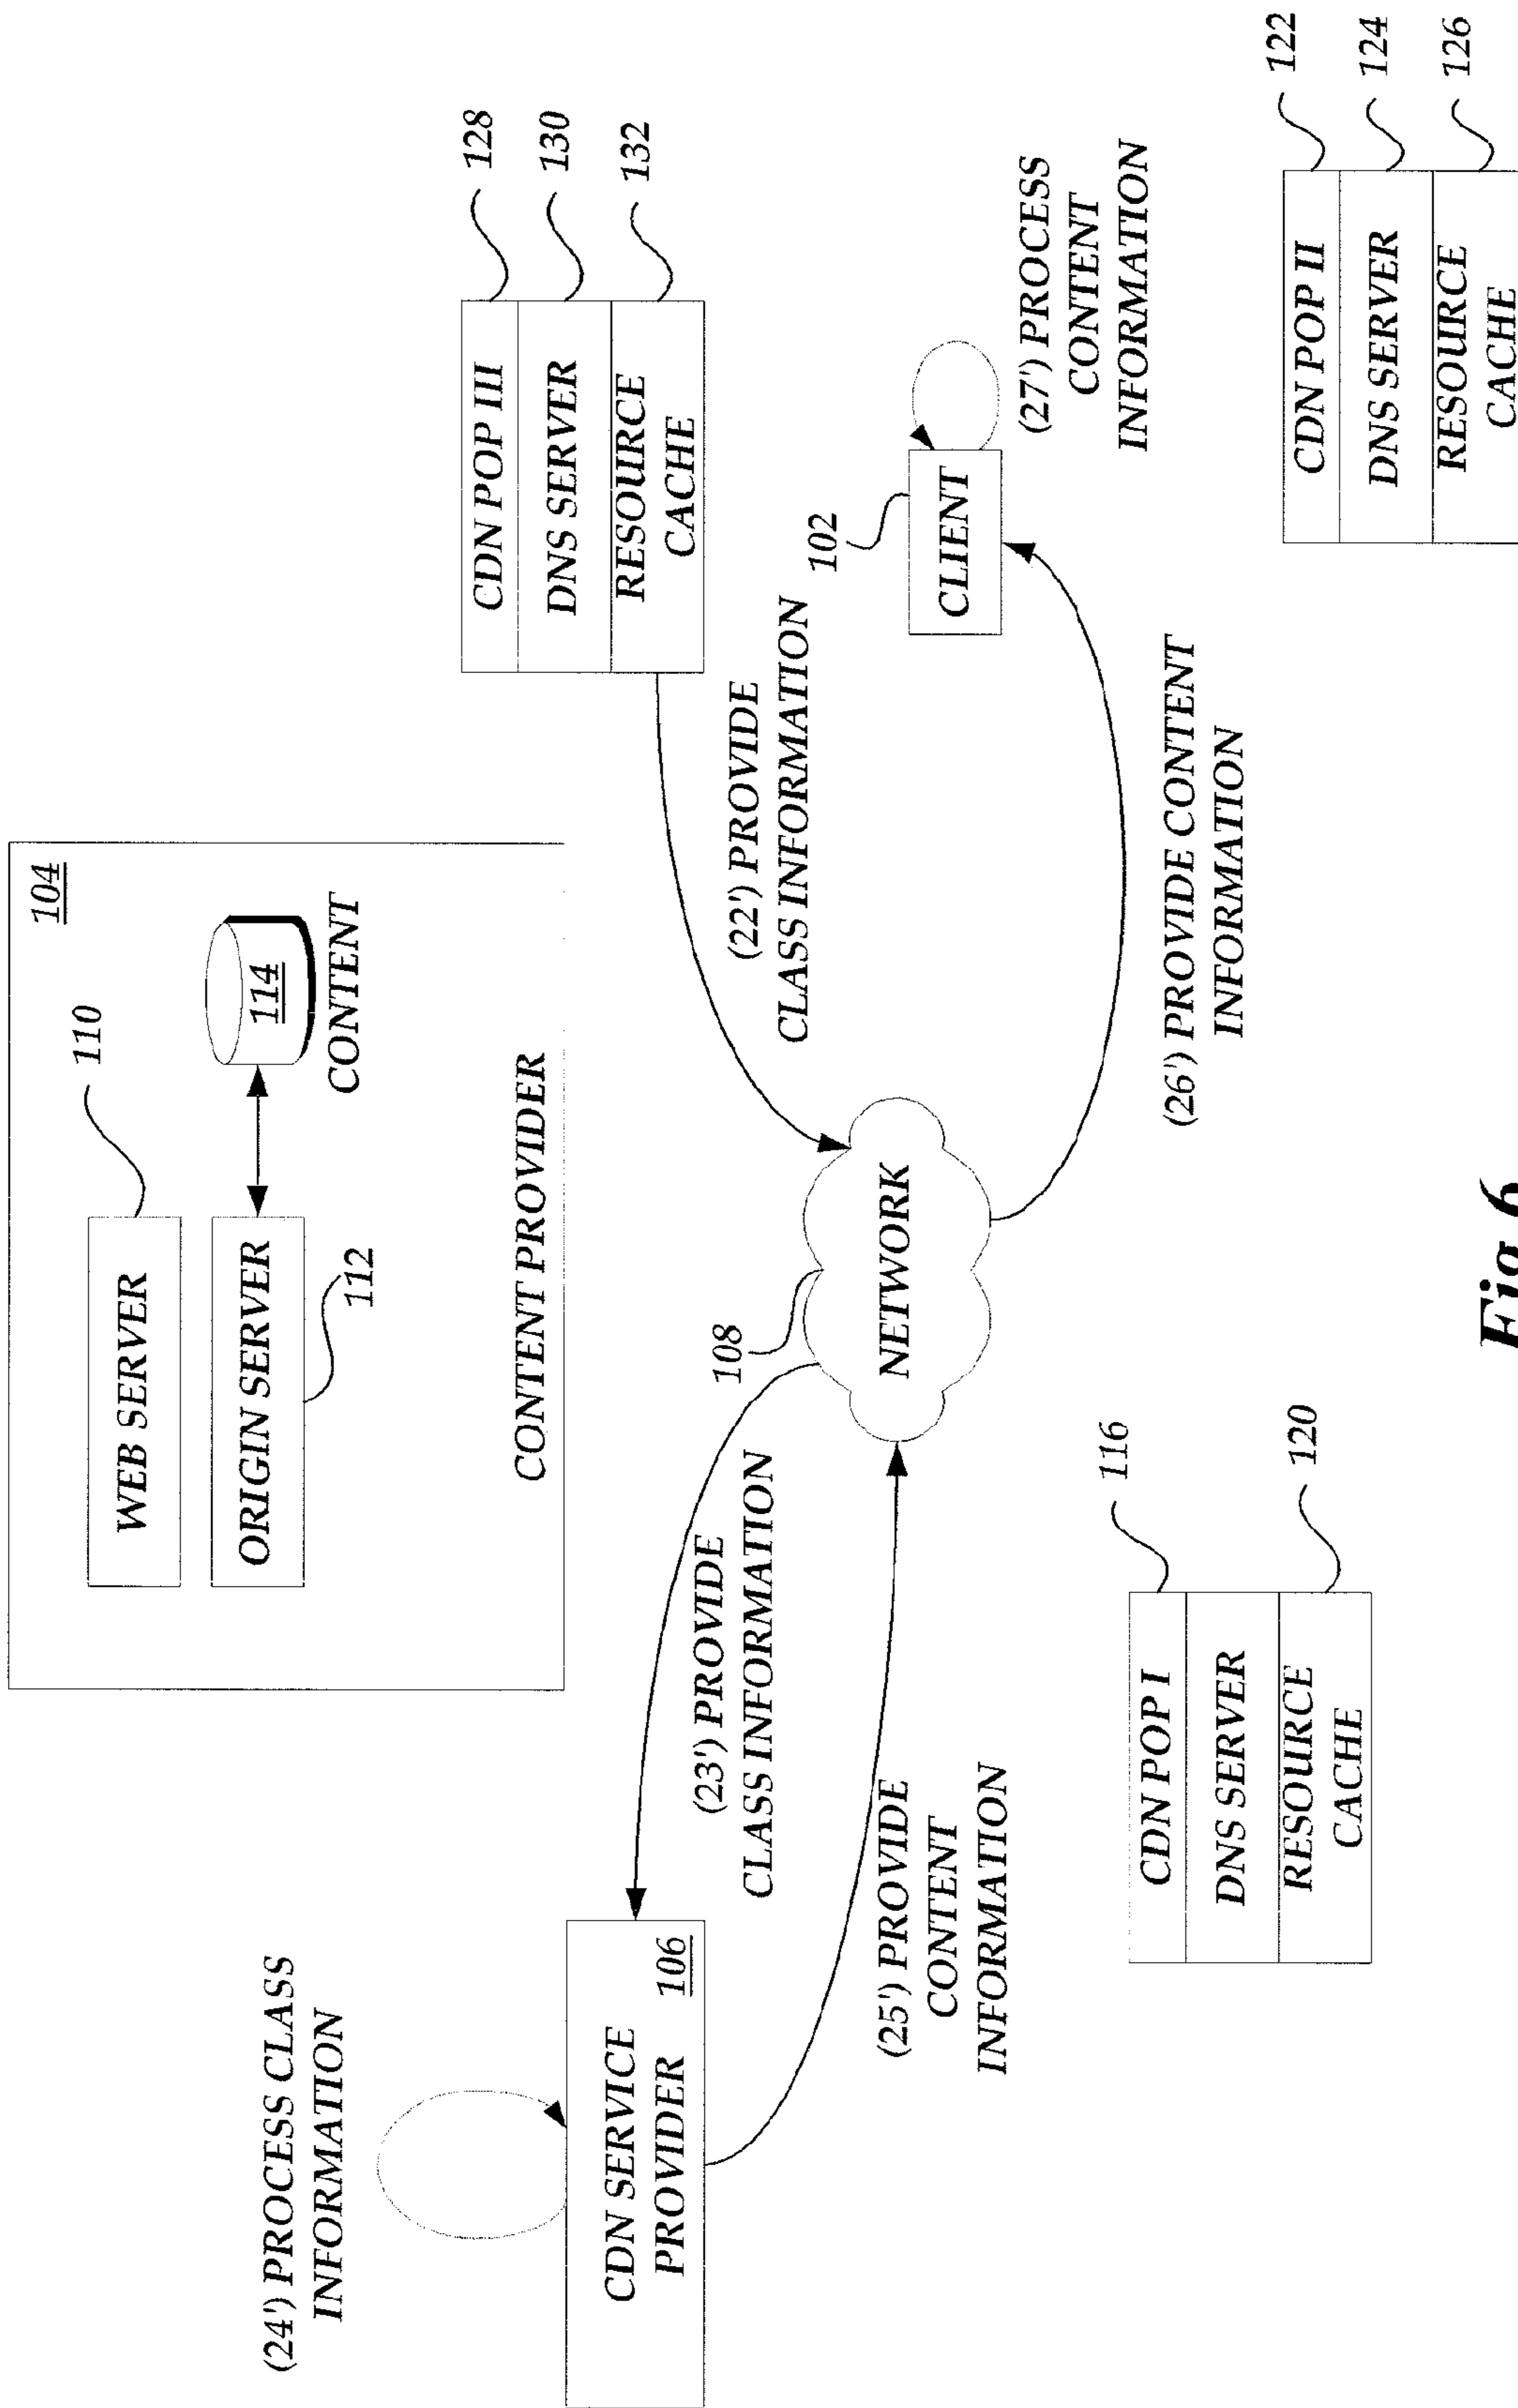 104
WEB SERVER
110
ORIGIN SERVER
112
114
CONTENT
CONTENT PROVIDER
(24') PROCESS CLASS
INFORMATION
CDN SERVICE
PROVIDER
106
(23') PROVIDE
CLASS INFORMATION
(25') PROVIDE
CONTENT
INFORMATION
108
NETWORK
(22') PROVIDE
CLASS INFORMATION
CDN POP III
DNS SERVER
RESOURCE
CACHE
128
130
132
102
CLIENT
(27') PROCESS
CONTENT
INFORMATION
(26') PROVIDE CONTENT
INFORMATION
CDN POP I
DNS SERVER
RESOURCE
CACHE
116
120
CDN POP II
DNS SERVER
RESOURCE
CACHE
122
124
126
Fig.6.